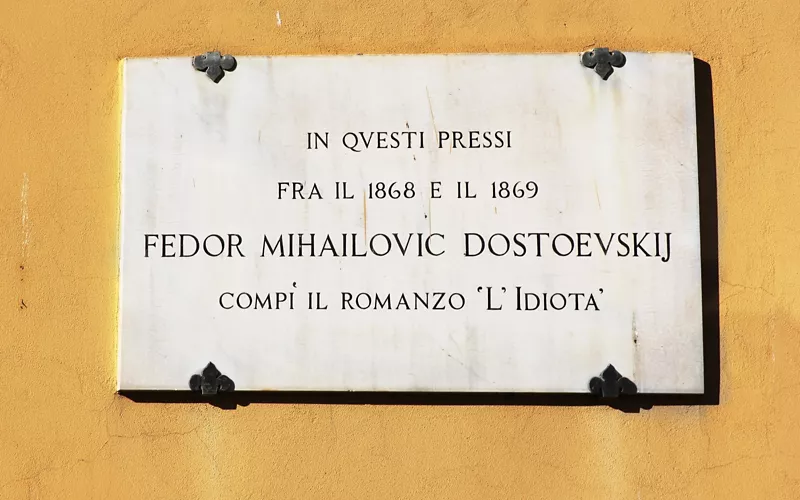 IN QVESTI PRESSI
FRA IL 1868 E IL 1869
FEDOR MIHAILOVIC DOSTOEVSKIJ
COMPÌ IL ROMANZO 'L'IDIOTA'